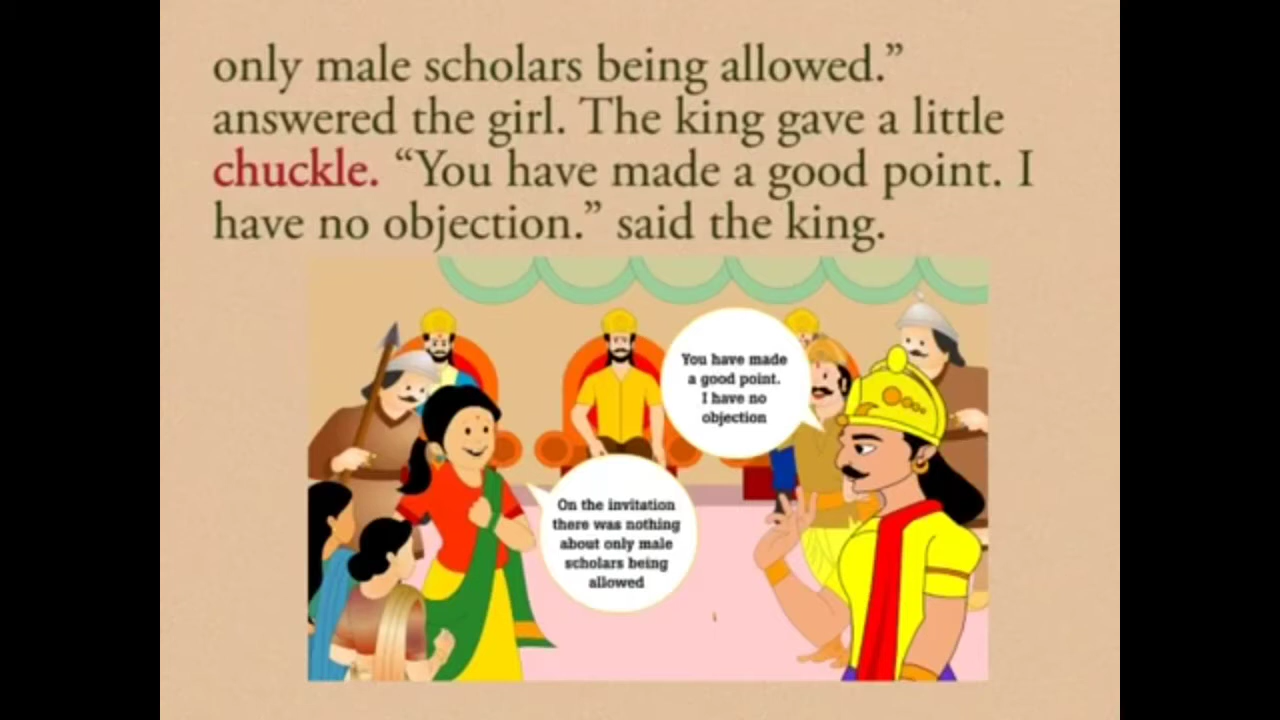 only male scholars being allowed.”
answered the girl. The king gave a little
chuckle. “You have made a good point. I
have no objection.” said the king.
You have made
a good point.
I have no
objection
On the invitation
there was nothing
about only male
scholars being
allowed